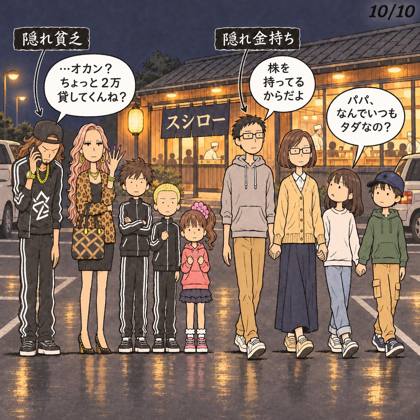 10/10
隠れ貧乏
…オカン？
ちょっと２万
貸してくんね？
隠れ金持ち
株を
持ってる
からだよ
パパ、
なんでいつも
タダなの？
スシロー